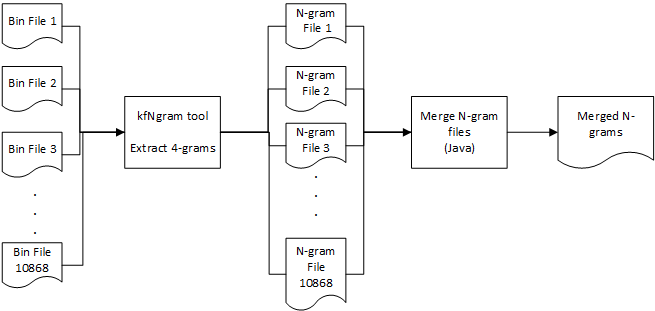 Bin File 1
Bin File 2
Bin File 3
.
.
.
Bin File
10868
kfNgram tool
Extract 4-grams
N-gram
File 1
N-gram
File 2
N-gram
File 3
.
.
.
N-gram
File
10868
Merge N-gram
files
(Java)
Merged N-
grams